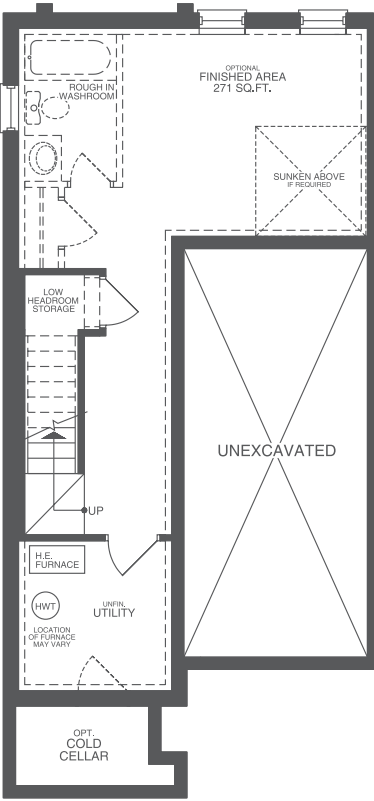 OPTIONAL
FINISHED AREA
271 SQ.FT.
ROUGH IN
WASHROOM
SUNKEN ABOVE
IF REQUIRED
LOW
HEADROOM
STORAGE
UNEXCAVATED
UP
H.E.
FURNACE
HWT
UNFIN.
UTILITY
LOCATION
OF FURNACE
MAY VARY
OPT.
COLD
CELLAR